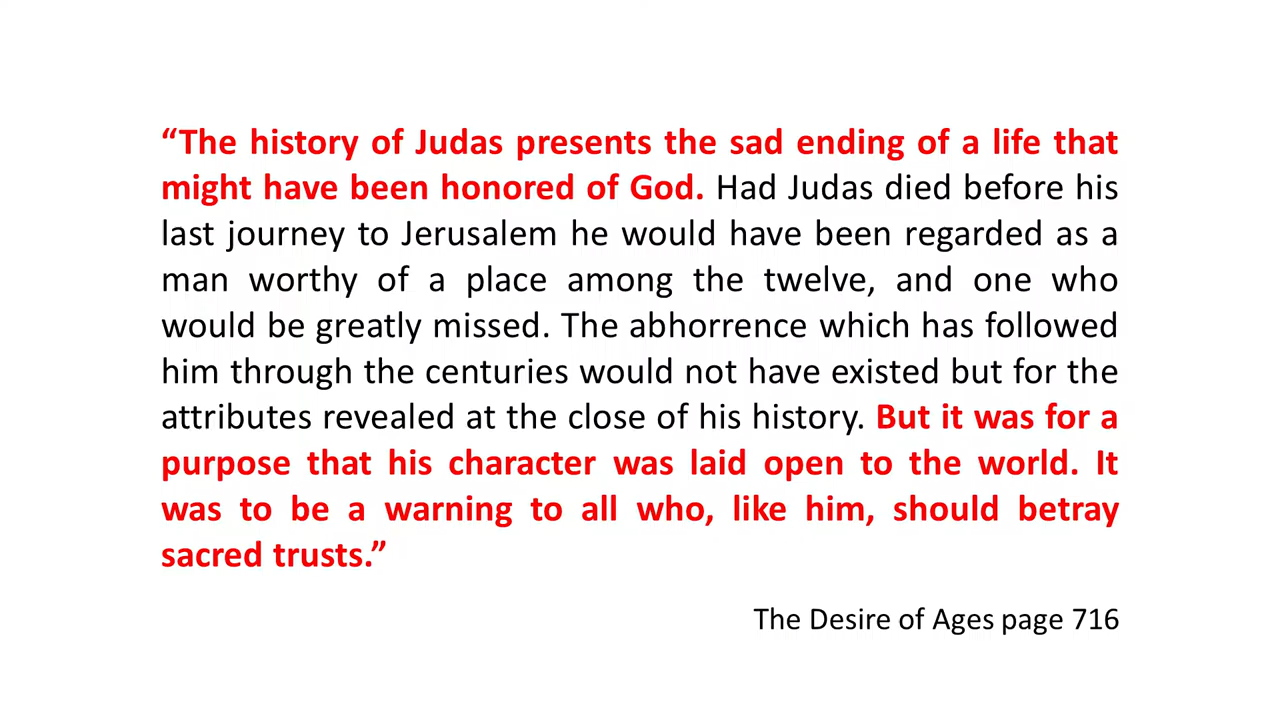 “The history of Judas presents the sad ending of a life that
might have been honored of God. Had Judas died before his
last journey to Jerusalem he would have been regarded as a
man worthy of a place among the twelve, and one who
would be greatly missed. The abhorrence which has followed
him through the centuries would not have existed but for the
attributes revealed at the close of his history. But it was for a
purpose that his character was laid open to the world. It
was to be a warning to all who, like him, should betray
sacred trusts.”
The Desire of Ages page 716